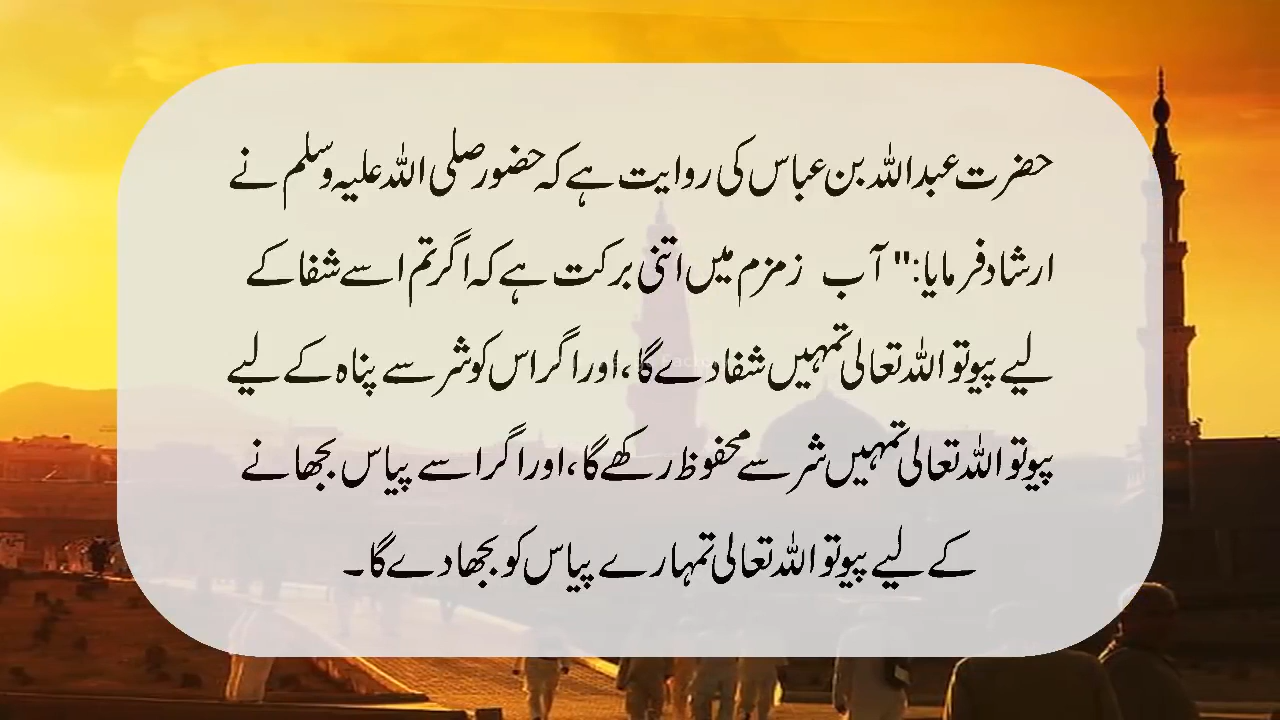 حضرت عبداللہ بن عباس کی روایت ہے کہ حضور صلی اللہ علیہ وسلم نے
ارشاد فرمایا:" آب زمزم میں اتنی برکت ہے کہ اگر تم اسے شفا کے
لیے پیو تو اللہ تعالی تمہیں شفا دے گا،اور اگر اس کو شر سے پناہ کے لیے
پیو تو اللہ تعالی تمہیں شر سے محفوظ رکھے گا،اور اگر اسے پیاس بجھانے
کے لیے پیو تو اللہ تعالی تمہارے پیاس کو بجھا دے گا۔